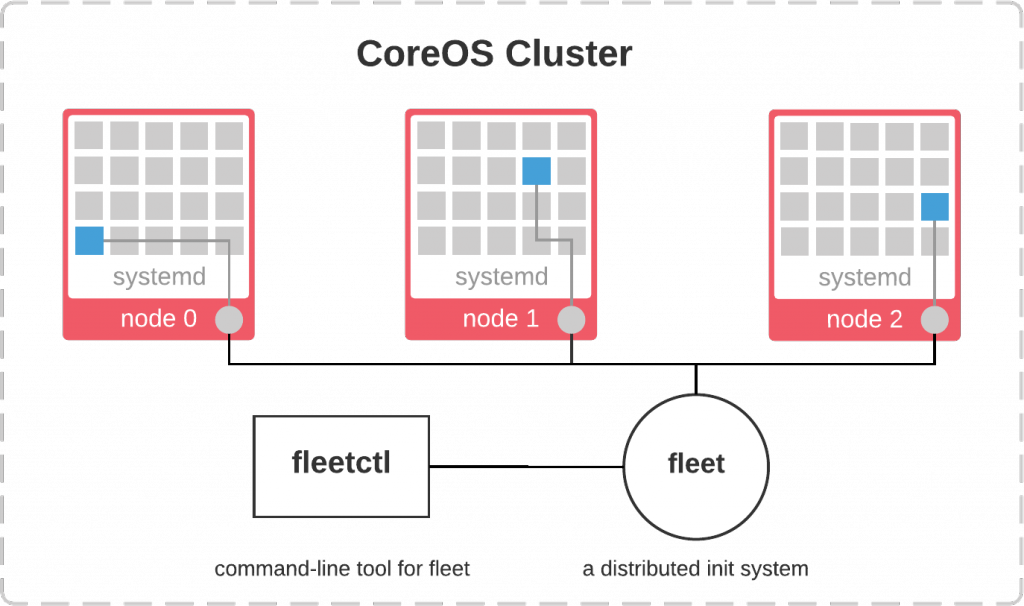 CoreOS Cluster
systemd
node 0
systemd
node 1
systemd
node 2
fleetctl
fleet
command-line tool for fleet
a distributed init system